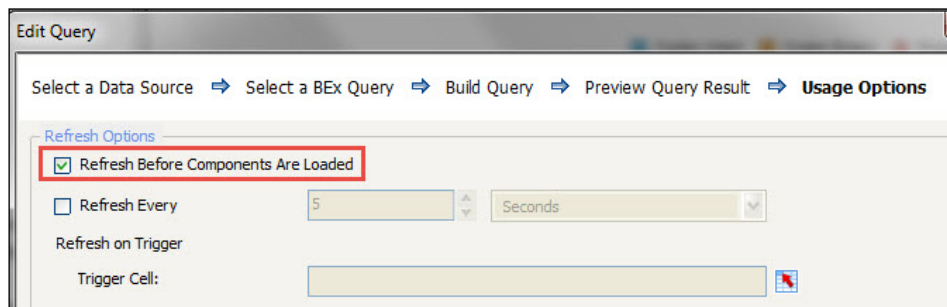 Edit Query
Select a Data Source ⇨ Select a BEx Query ⇨ Build Query ⇨ Preview Query Result ⇨ Usage Options
Refresh Options
Refresh Before Components Are Loaded
Refresh Every 5 Seconds
Refresh on Trigger
Trigger Cell: